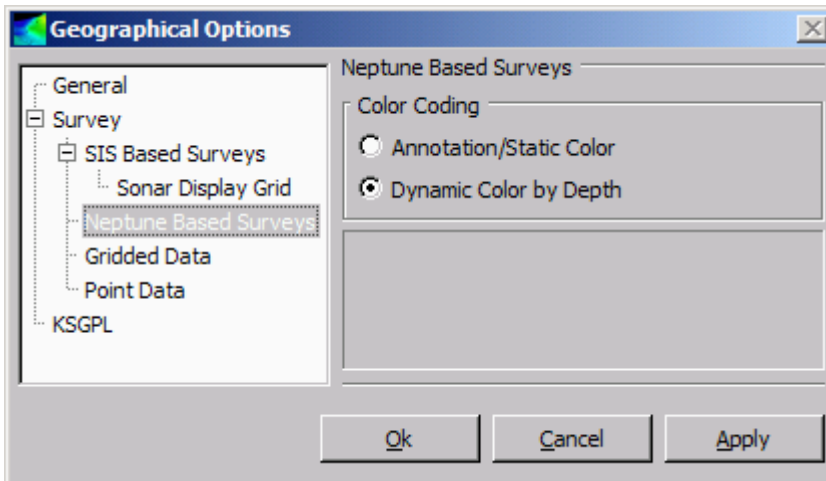 Geographical Options
General
Survey
SIS Based Surveys
Sonar Display Grid
Neptune Based Surveys
Gridded Data
Point Data
KSGPL
Neptune Based Surveys
Color Coding
Annotation/Static Color
Dynamic Color by Depth
Ok
Cancel
Apply